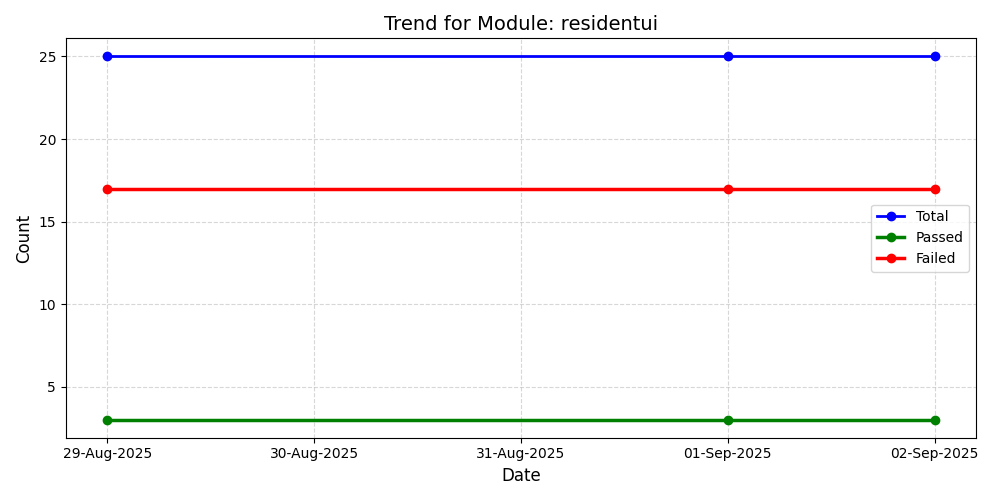 Trend for Module: residentui
Count
25
20
15
10
5
Total
Passed
Failed
29-Aug-2025
30-Aug-2025
31-Aug-2025
01-Sep-2025
02-Sep-2025
Date